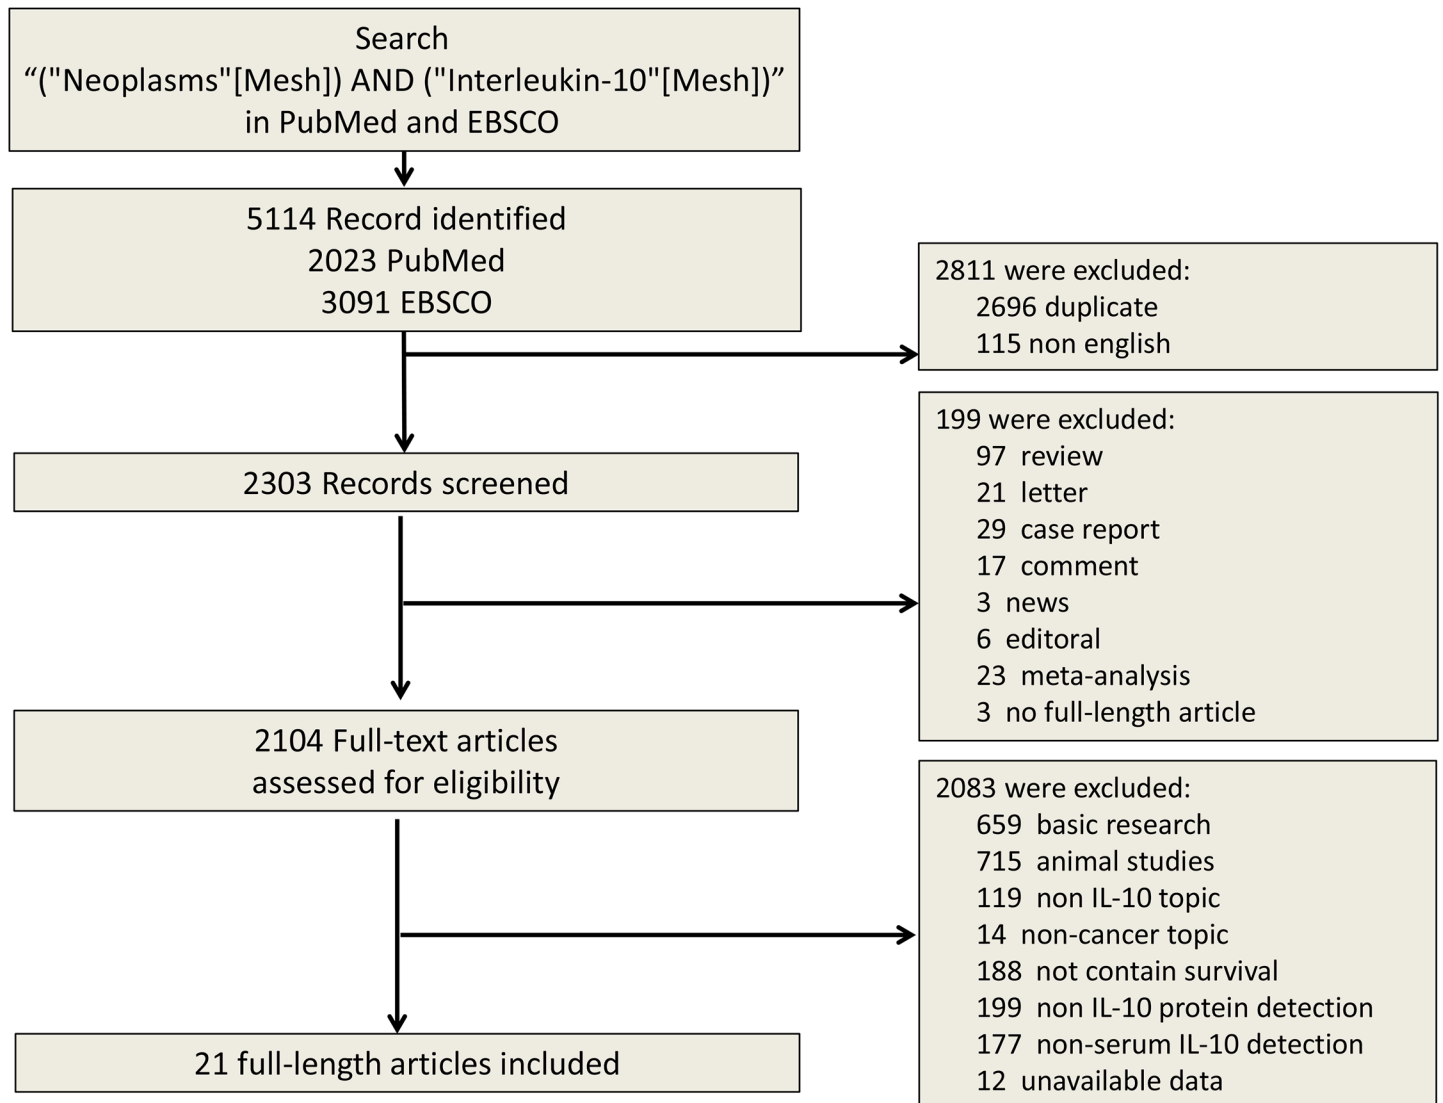 Search
“("Neoplasms"[Mesh]) AND ("Interleukin-10"[Mesh])”
in PubMed and EBSCO
5114 Record identified
2023 PubMed
3091 EBSCO
2811 were excluded:
2696 duplicate
115 non english
2303 Records screened
199 were excluded:
97 review
21 letter
29 case report
17 comment
3 news
6 editoral
23 meta-analysis
3 no full-length article
2104 Full-text articles
assessed for eligibility
2083 were excluded:
659 basic research
715 animal studies
119 non IL-10 topic
14 non-cancer topic
188 not contain survival
199 non IL-10 protein detection
177 non-serum IL-10 detection
12 unavailable data
21 full-length articles included